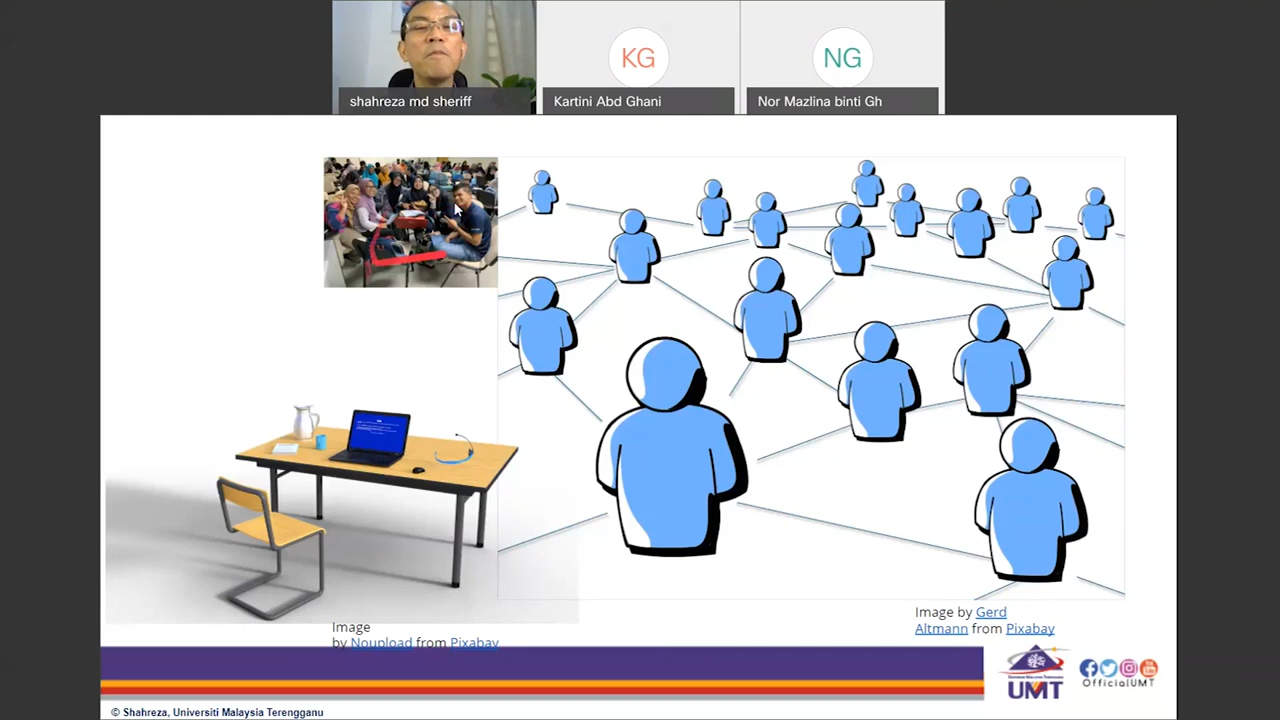 KG
NG
shahreza md sheriff
Kartini Abd Ghani
Nor Mazlina binti Gh
Image
by Noupload from Pixabay
Image by Gerd
Altmann from Pixabay
UMT
OfficialUMT
© Shahreza, Universiti Malaysia Terengganu